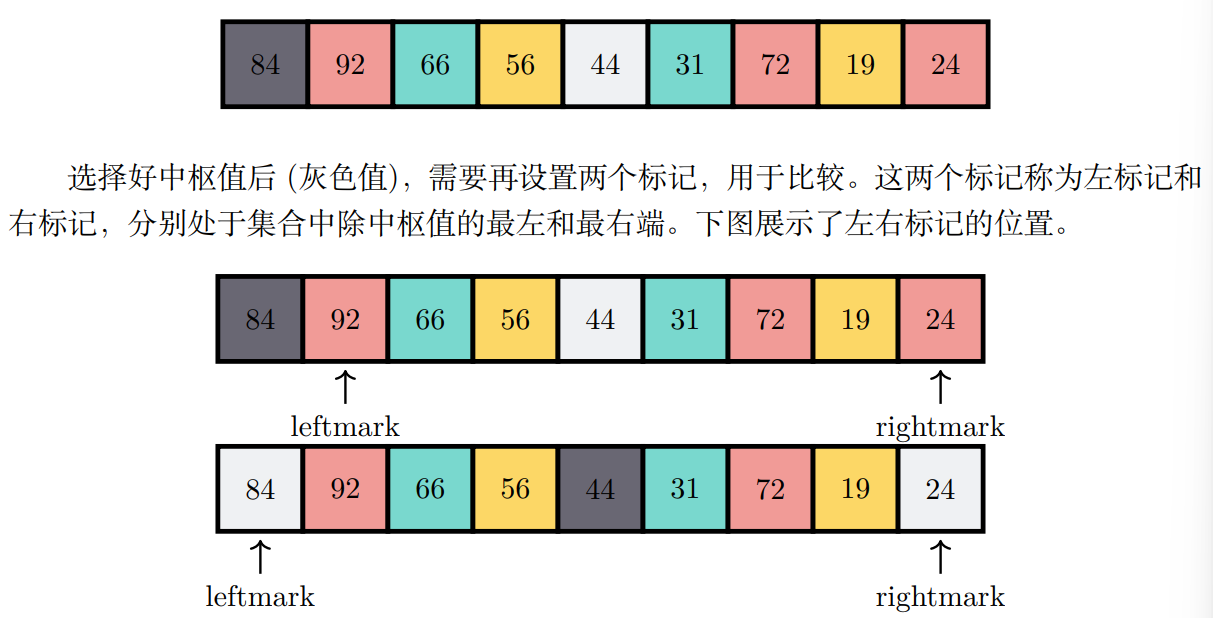 84 92 66 56 44 31 72 19 24
选择好中枢值后 (灰色值)，需要再设置两个标记，用于比较。这两个标记称为左标记和
右标记，分别处于集合中除中枢值的最左和最右端。下图展示了左右标记的位置。
84 92 66 56 44 31 72 19 24
leftmark rightmark
84 92 66 56 44 31 72 19 24
leftmark rightmark